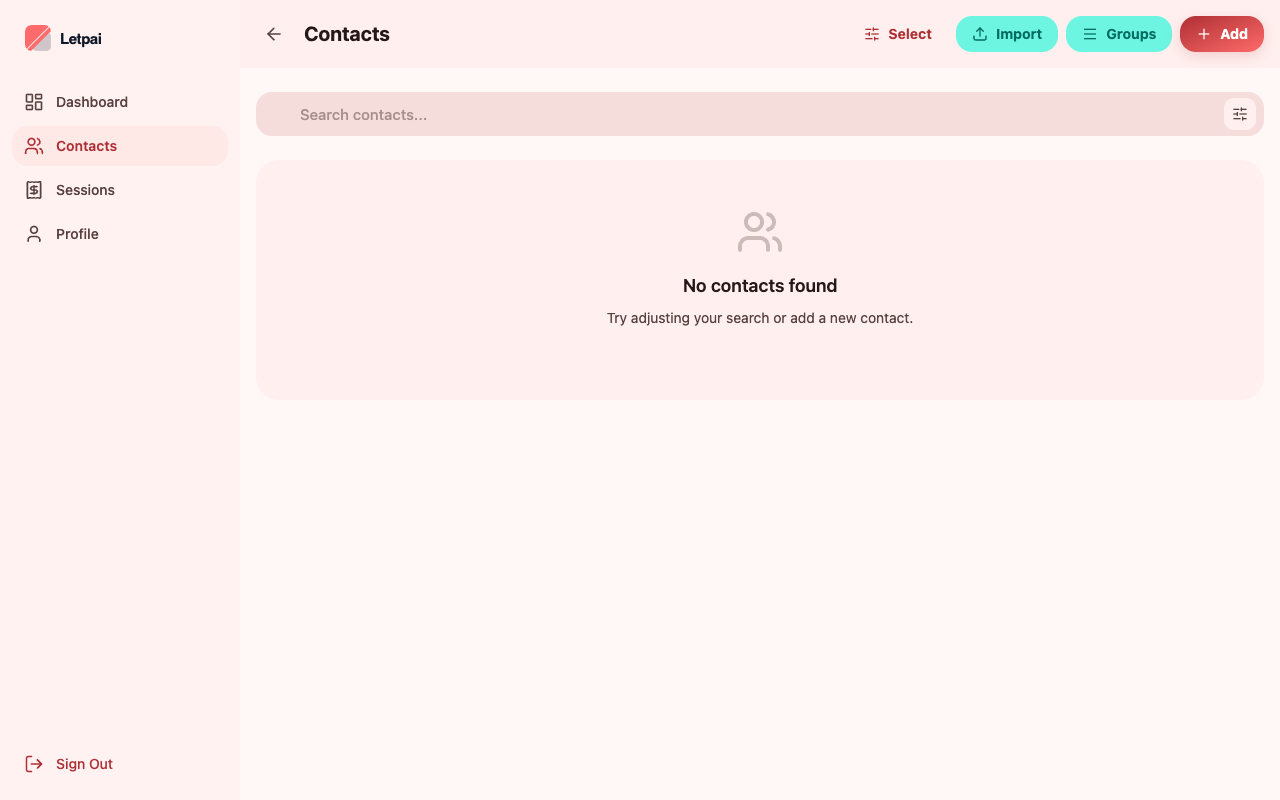 Letpai
Dashboard
Contacts
Sessions
Profile
Sign Out
Contacts
Select
Import
Groups
Add
Search contacts...
No contacts found
Try adjusting your search or add a new contact.